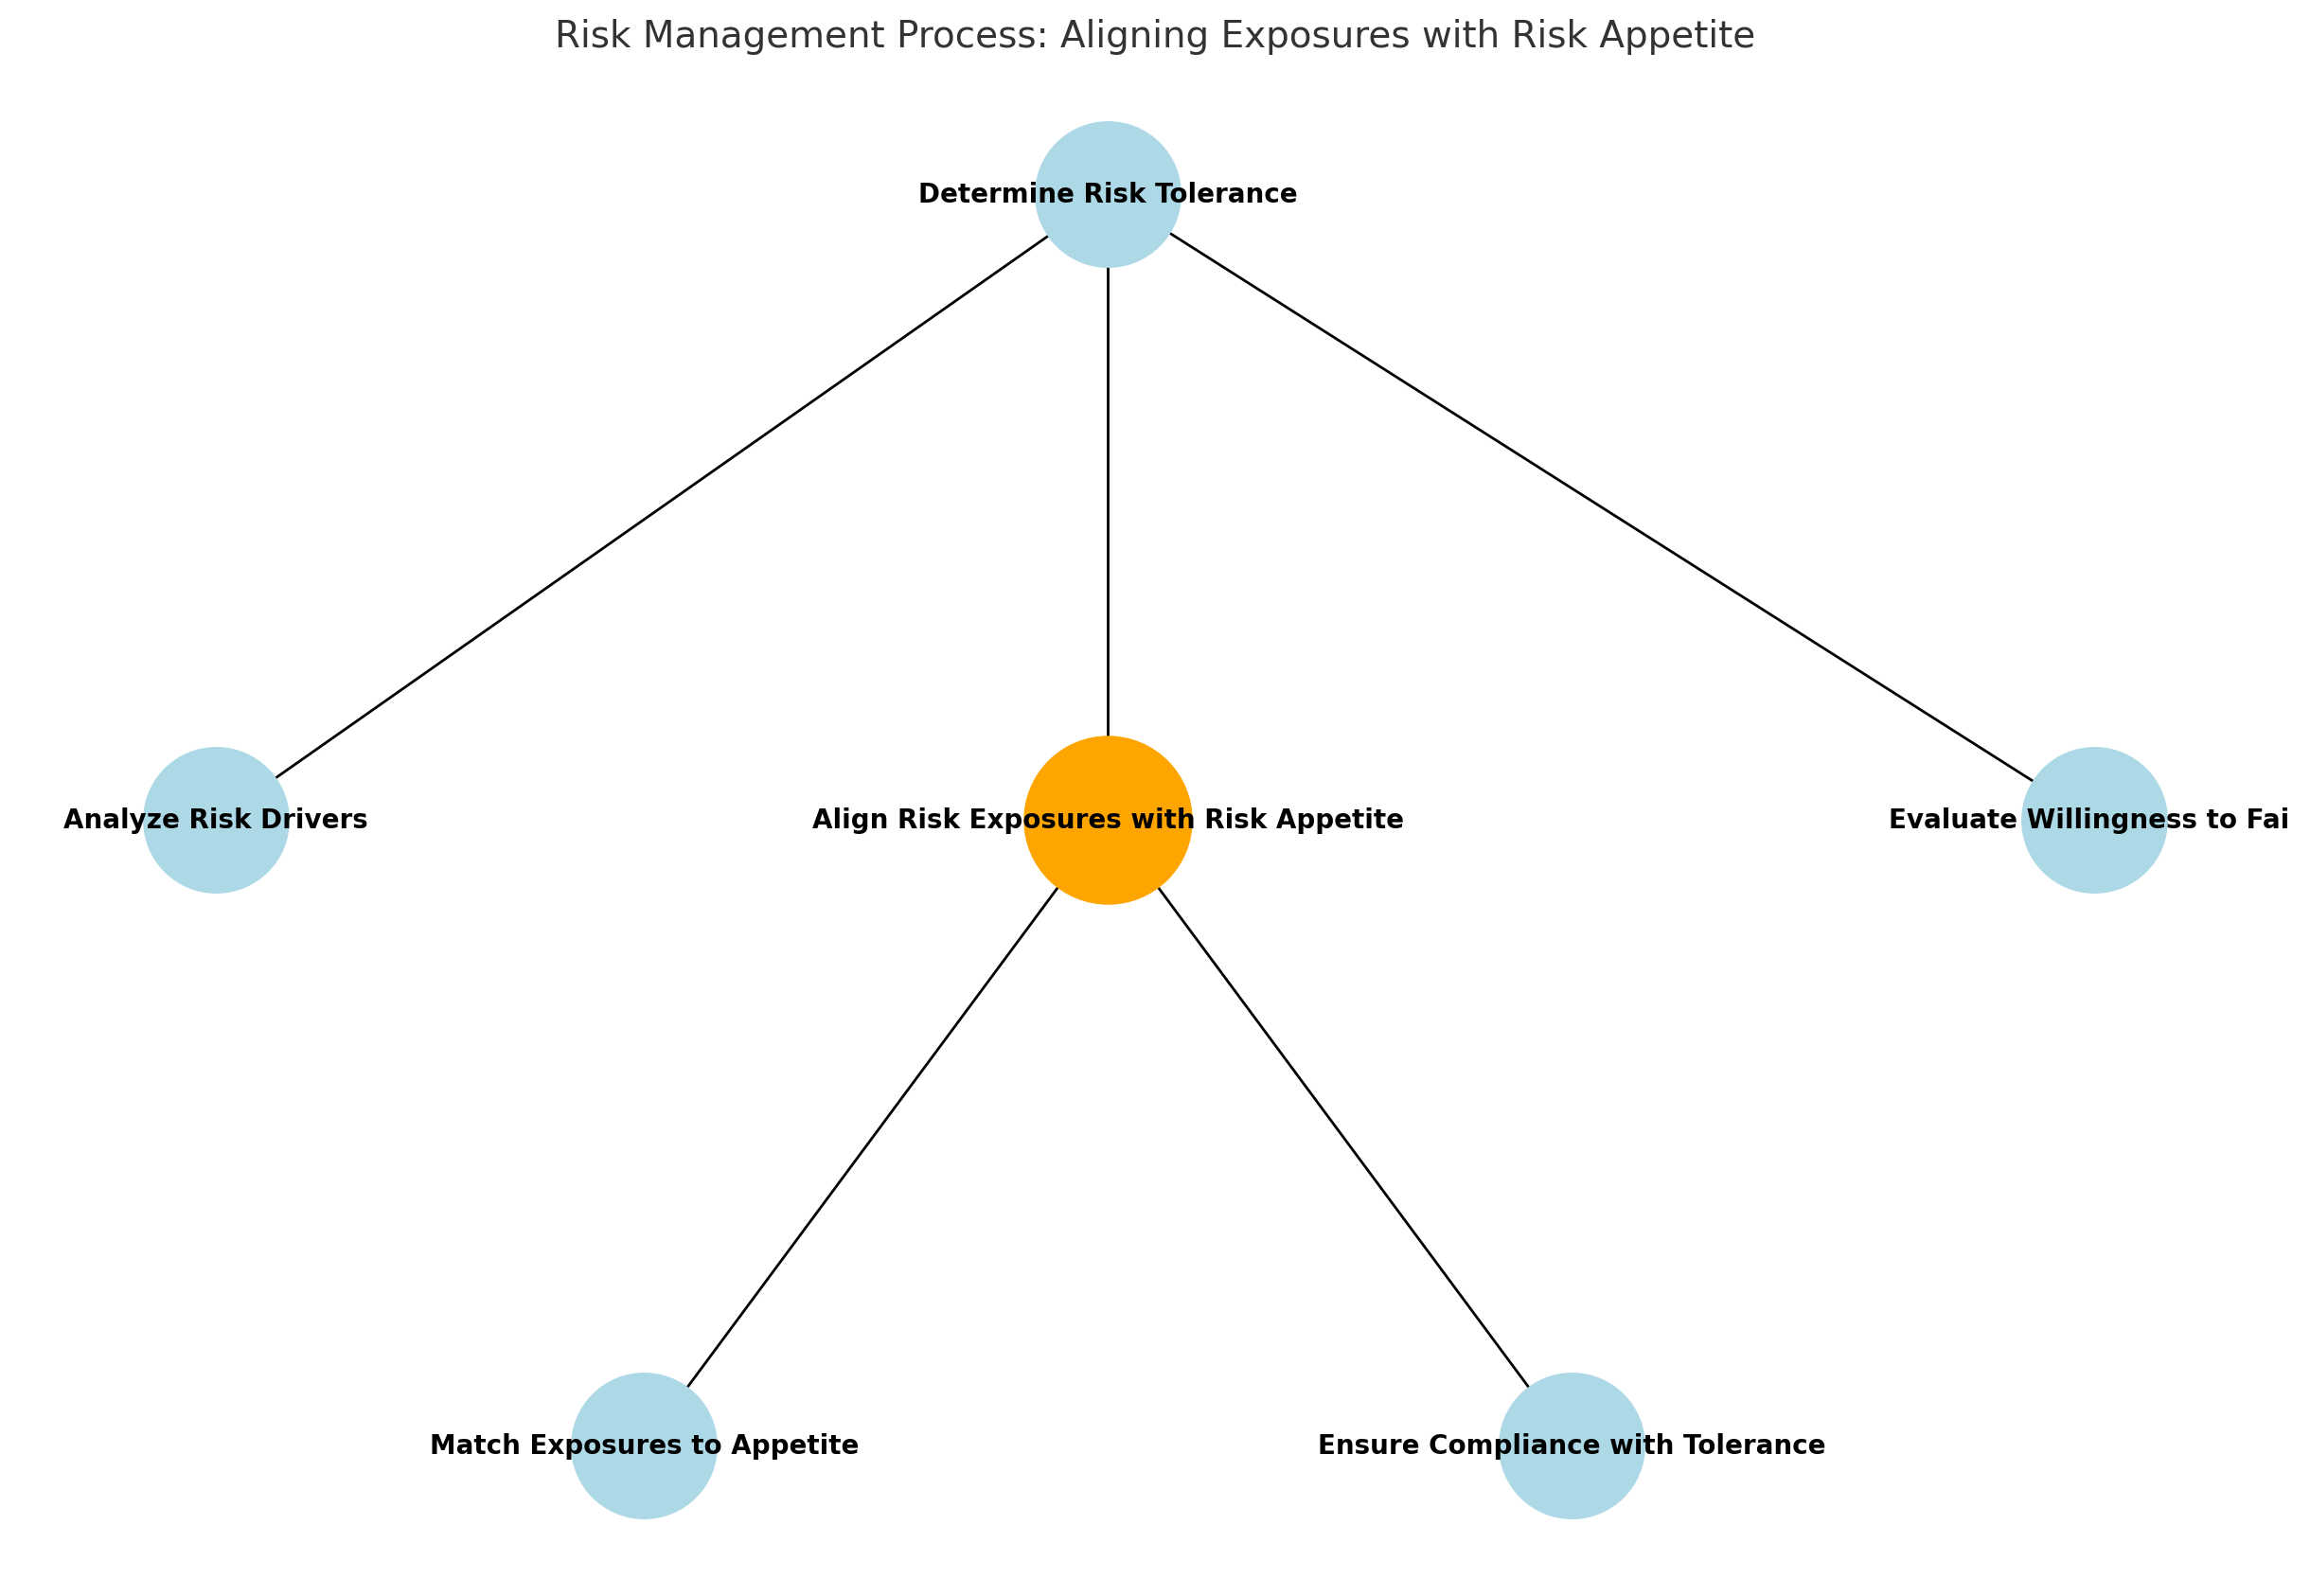 Risk Management Process: Aligning Exposures with Risk Appetite
Determine Risk Tolerance
Analyze Risk Drivers
Align Risk Exposures with Risk Appetite
Evaluate Willingness to Fai
Match Exposures to Appetite
Ensure Compliance with Tolerance